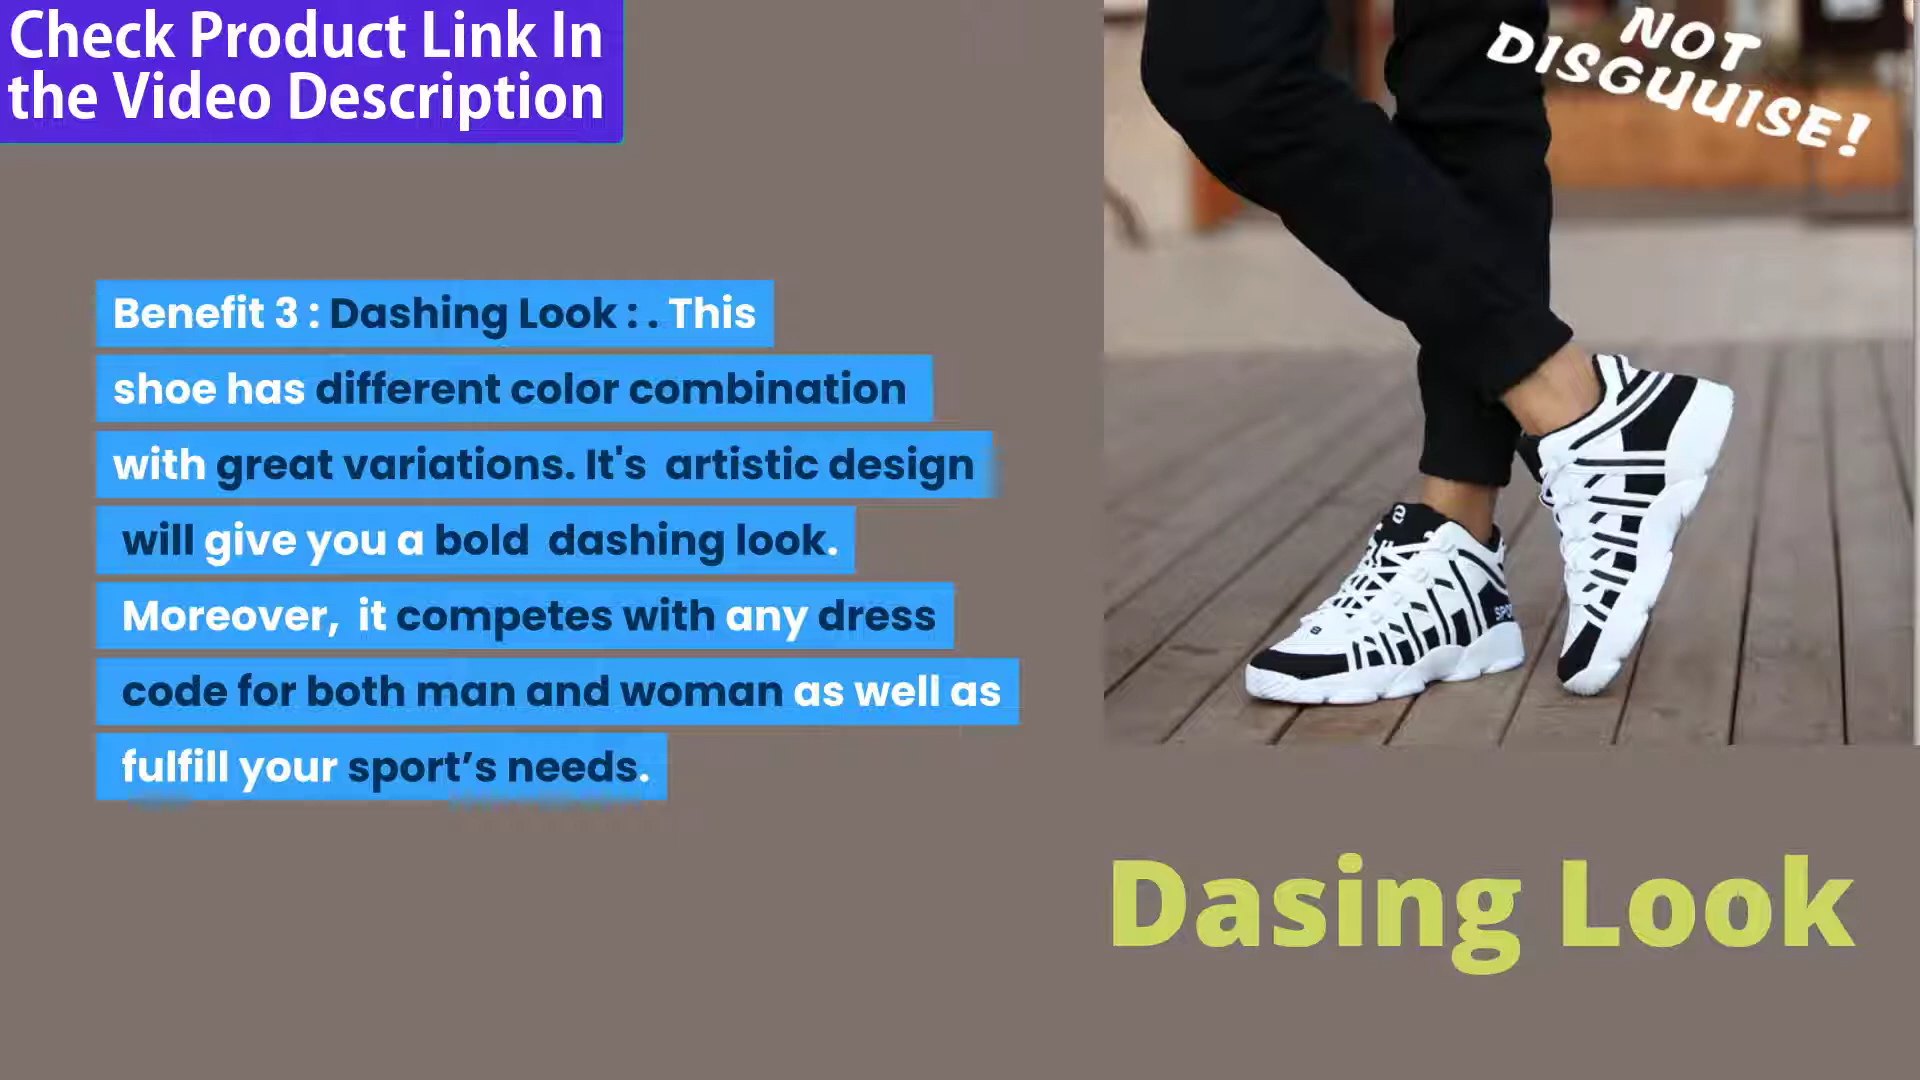 Check Product Link In
the Video Description
NOT
DISGUUISE!
Benefit 3 : Dashing Look : . This
shoe has different color combination
with great variations. It's artistic design
will give you a bold dashing look.
Moreover, it competes with any dress
code for both man and woman as well as
fulfill your sport’s needs.
Dasing Look